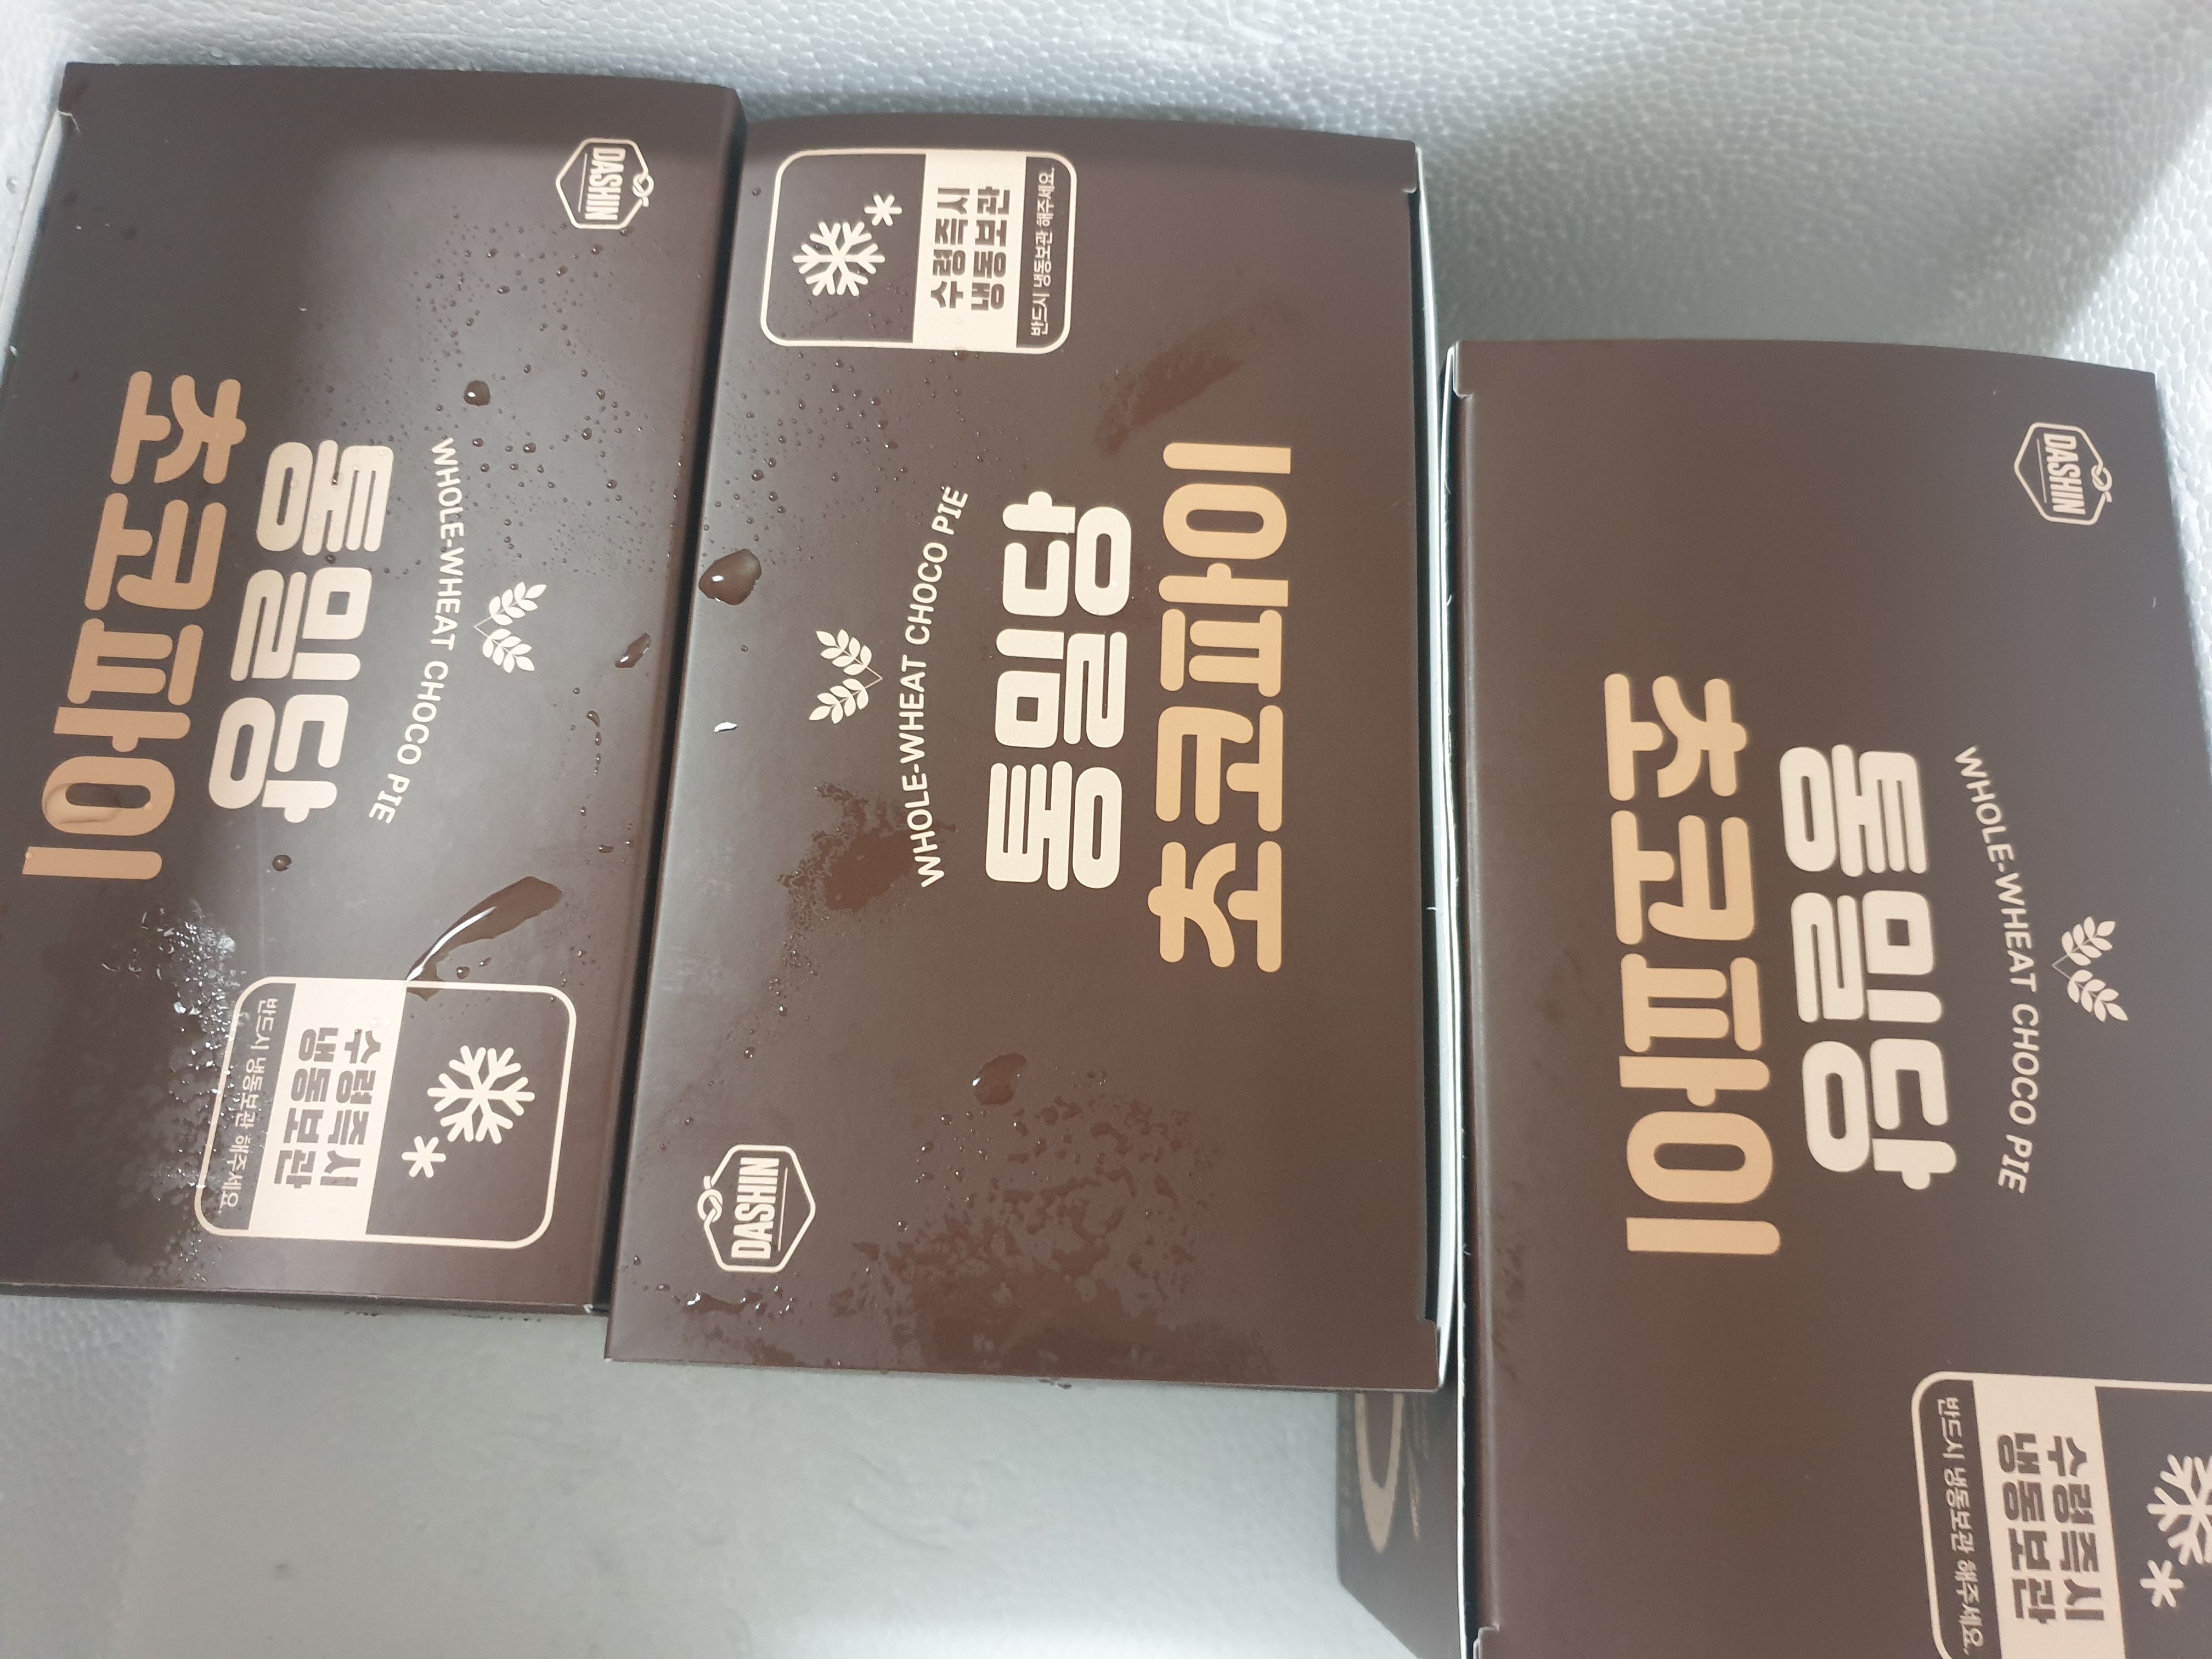 DASHIN
WHOLE-WHEAT CHOCO PIE
통밀당
초코파이
수령즉시
냉동보관
반드시 냉동보관 해주세요.
수령즉시
냉동보관
반드시 냉동보관 해주세요.
WHOLE-WHEAT CHOCO PIE
통밀당
초코파이
DASHIN
DASHIN
WHOLE-WHEAT CHOCO PIE
통밀당
초코파이
수령즉시
냉동보관
반드시 냉동보관 해주세요.